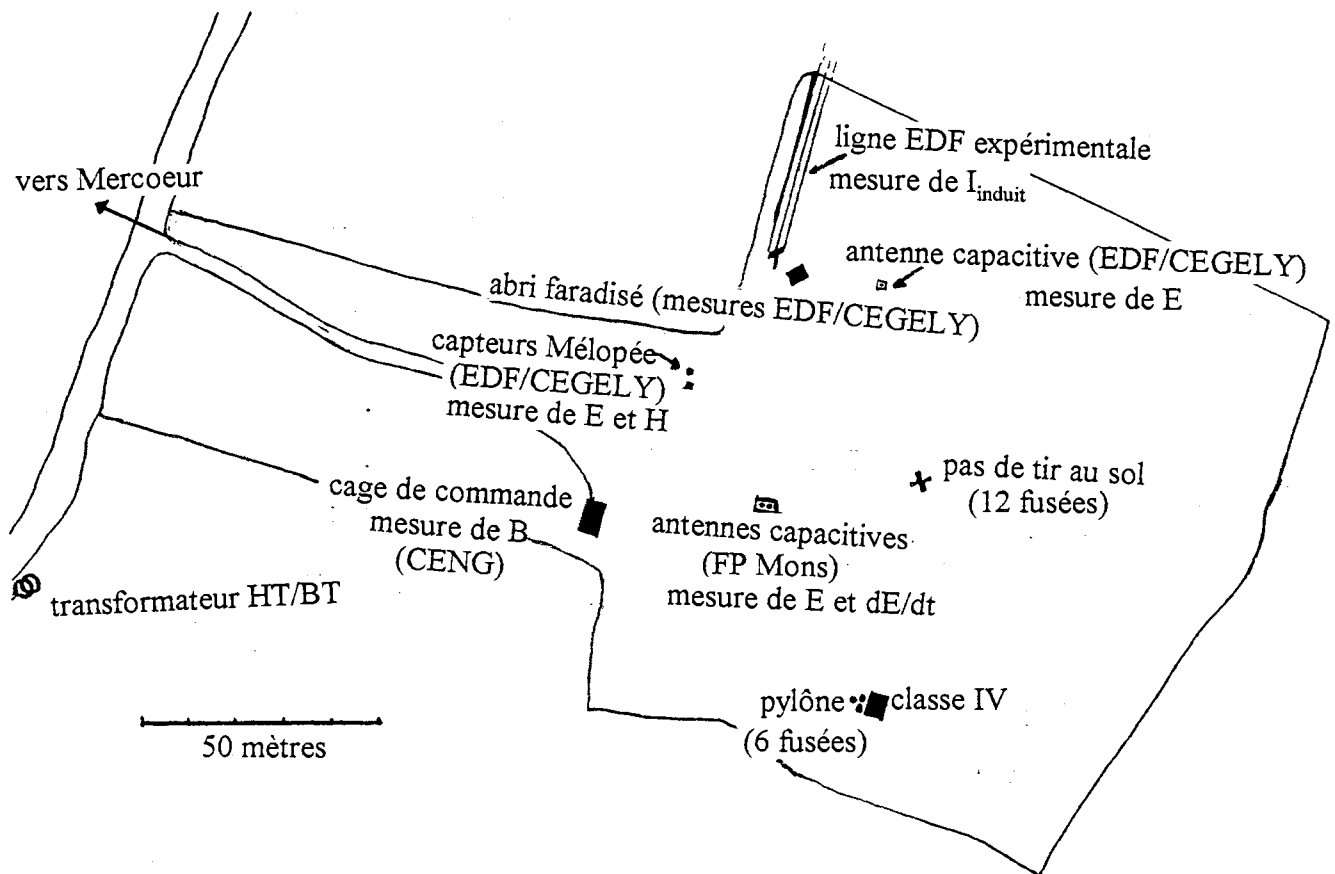 ligne EDF expérimentale
mesure de I induit
vers Mercoeur
antenne capacitive (EDF/CEGELY)
mesure de E
abri faradisé (mesures EDF/CEGELY)
capteurs Mélopée
(EDF/CEGELY)
mesure de E et H
pas de tir au sol
(12 fusées)
cage de commande
mesure de B
(CENG)
antennes capacitives
(FP Mons)
mesure de E et dE/dt
transformateur HT/BT
pylône
classe IV
(6 fusées)
50 mètres